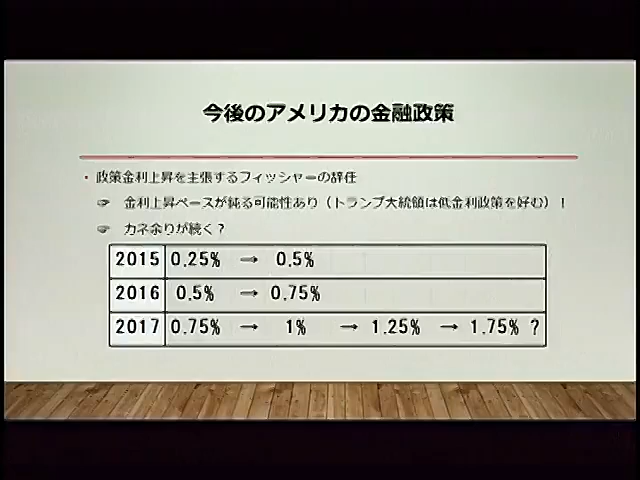 今後のアメリカの金融政策
・政策金利上昇を主張するフィッシャーの辞任
☞ 金利上昇ペースが鈍る可能性あり（トランプ大統領は低金利政策を好む）！
☞ カネ余りが続く？
2015 0.25% → 0.5%
2016 0.5% → 0.75%
2017 0.75% → 1% → 1.25% → 1.75% ?